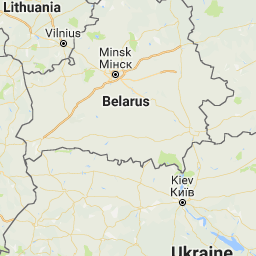 Lithuania
Vilnius
Minsk
Мінск
Belarus
Kiev
Київ
Ukraine